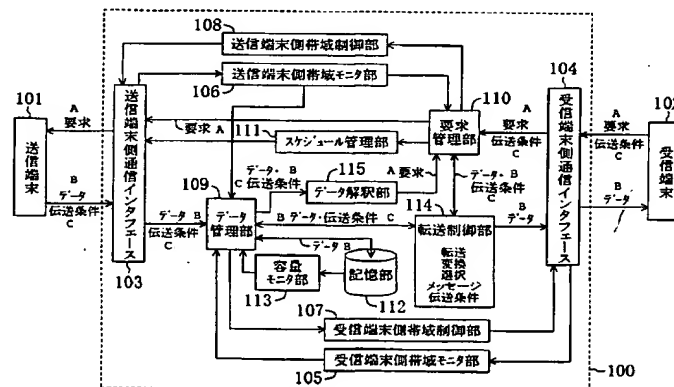 108
送信端末側帯域制御部
送信端末側帯域モニタ部
106
101
送信端末
A
要求
B
データ
伝送条件
C
送信端末側通信インタフェース
103
要求 A
111
スケジュール管理部
110
要求
管理部
104
受信端末側通信インタフェース
A
要求
伝送条件
C
A
要求
伝送条件
C
102
受信端末
B
データ
データ・ B
C 伝送条件
115
データ解釈部
A 要求
データ・ B
C 伝送条件
109
データ
管理部
データ B
伝送条件
C
B データ・伝送条件 C
データ B
114
転送制御部
転送
変換
選択
メッセージ
伝送条件
B
データ
容量
モニタ部
113
記憶部
112
107
受信端末側帯域制御部
受信端末側帯域モニタ部
105
100